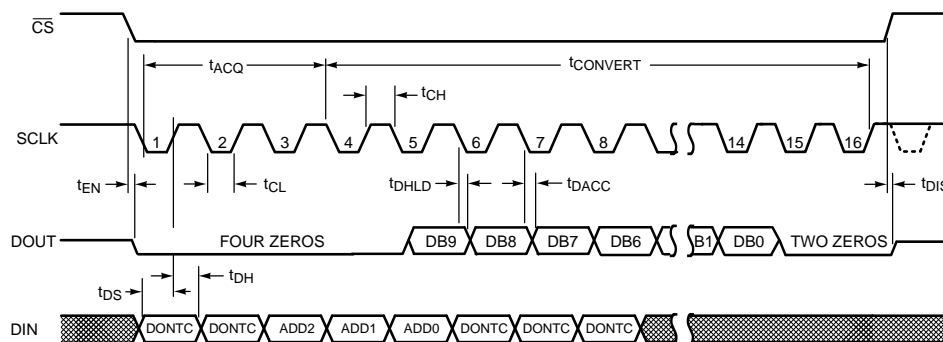 CS
tACQ
tCONVERT
tCH
SCLK
1 2 3 4 5 6 7 8 14 15 16
tEN
tCL
tDHLD
tDACC
tDIS
DOUT
FOUR ZEROS DB9 DB8 DB7 DB6 B1 DB0 TWO ZEROS
tDS
tDH
DIN
DONTC DONTC ADD2 ADD1 ADD0 DONTC DONTC DONTC